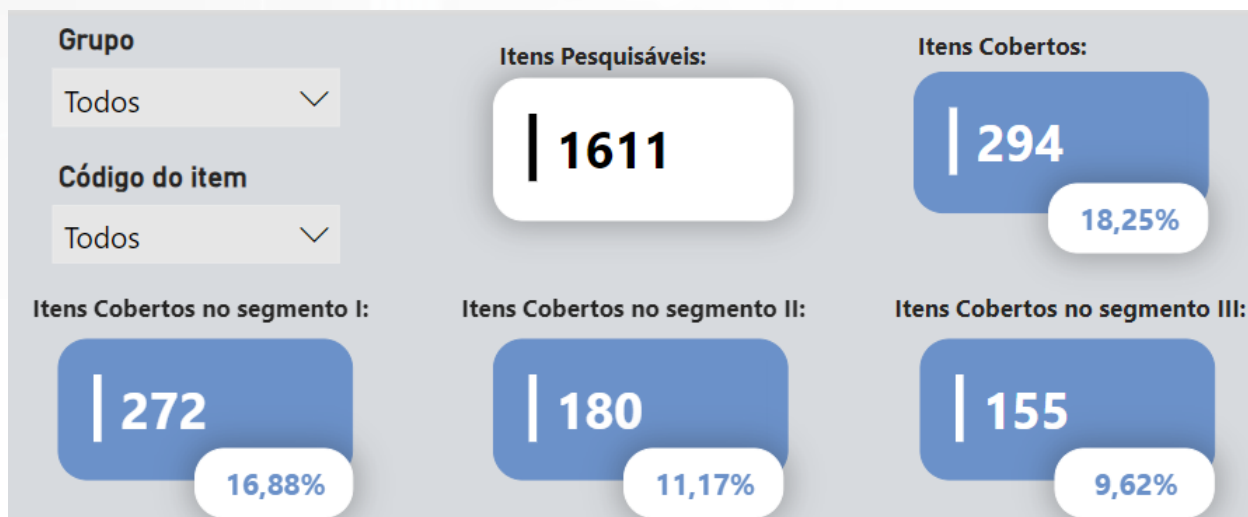 Grupo
Todos
Código do item
Todos
Itens Pesquisáveis:
1611
Itens Cobertos:
294
18,25%
Itens Cobertos no segmento I:
272
16,88%
Itens Cobertos no segmento II:
180
11,17%
Itens Cobertos no segmento III:
155
9,62%